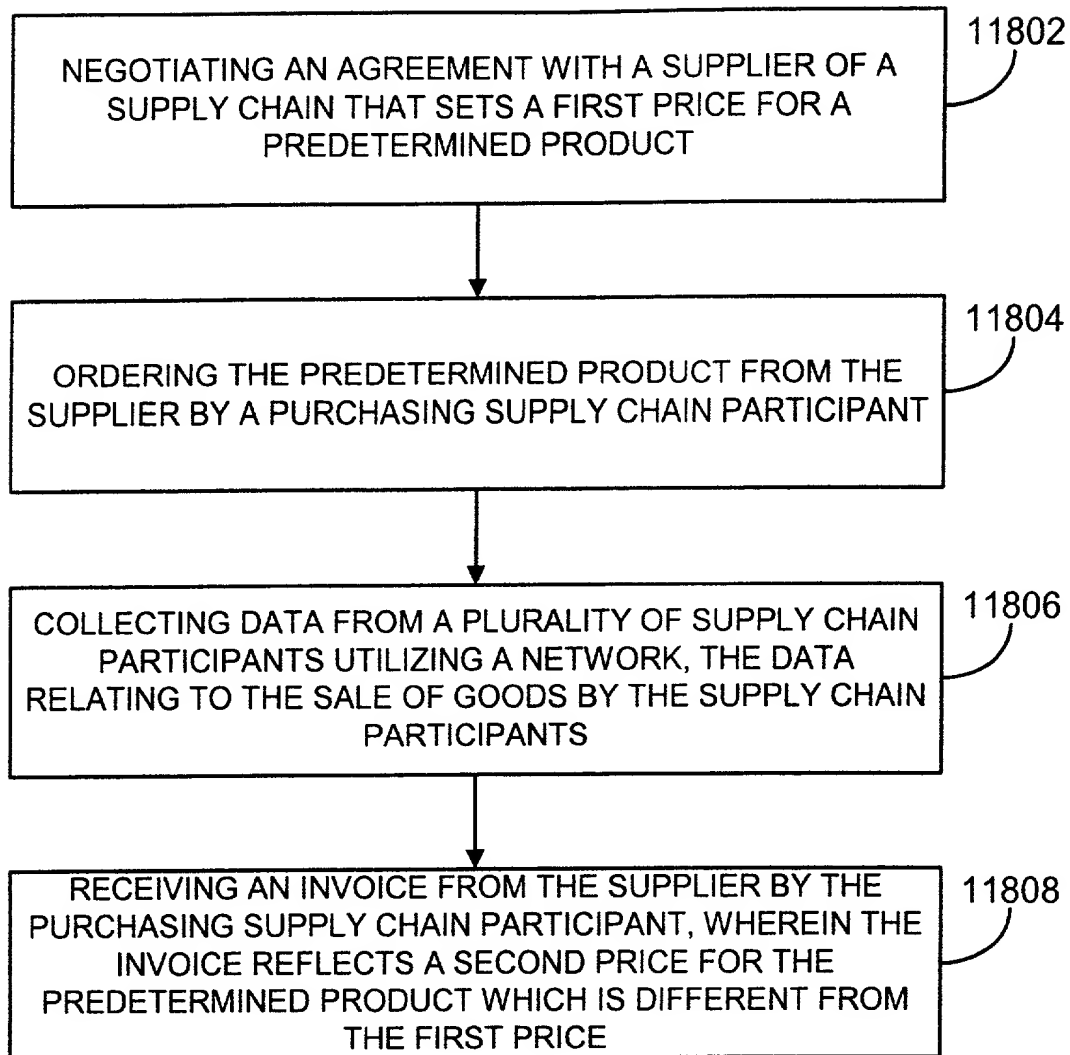 11802
NEGOTIATING AN AGREEMENT WITH A SUPPLIER OF A
SUPPLY CHAIN THAT SETS A FIRST PRICE FOR A
PREDETERMINED PRODUCT
11804
ORDERING THE PREDETERMINED PRODUCT FROM THE
SUPPLIER BY A PURCHASING SUPPLY CHAIN PARTICIPANT
11806
COLLECTING DATA FROM A PLURALITY OF SUPPLY CHAIN
PARTICIPANTS UTILIZING A NETWORK, THE DATA
RELATING TO THE SALE OF GOODS BY THE SUPPLY CHAIN
PARTICIPANTS
11808
RECEIVING AN INVOICE FROM THE SUPPLIER BY THE
PURCHASING SUPPLY CHAIN PARTICIPANT, WHEREIN THE
INVOICE REFLECTS A SECOND PRICE FOR THE
PREDETERMINED PRODUCT WHICH IS DIFFERENT FROM
THE FIRST PRICE